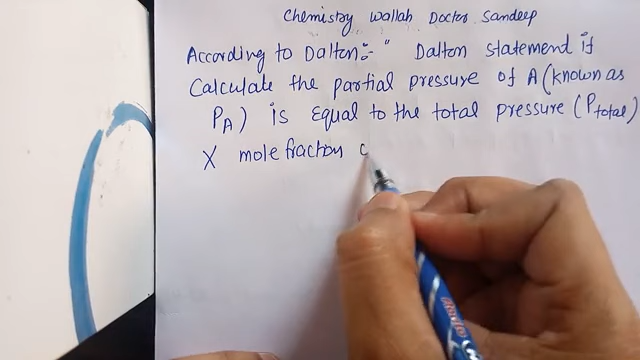 Chemistry Wallah Doctor Sandeep
According to Dalton:- " Dalton statement if
Calculate the partial pressure of A (known as
PA) is Equal to the total pressure (Ptotal)
X mole fraction